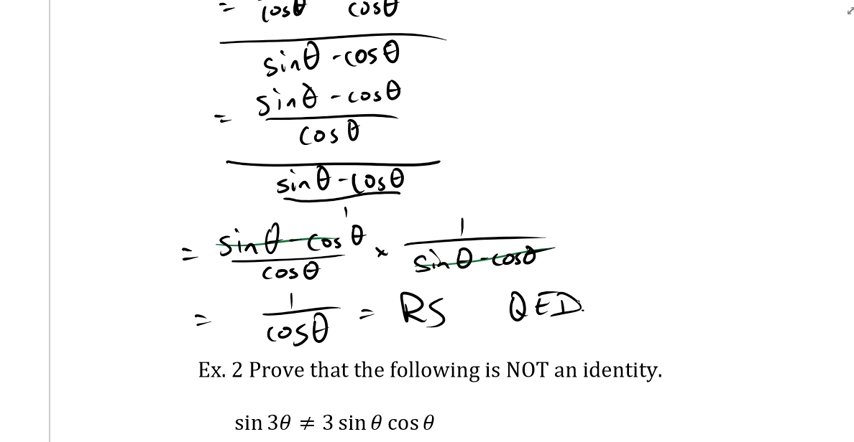 = cosθ cosθ
sinθ - cosθ
= sinθ - cosθ
cosθ
sinθ - cosθ
1
= sinθ - cosθ × 1
cosθ sinθ - cosθ
= 1 = RS QED.
cosθ
Ex. 2 Prove that the following is NOT an identity.
sin 3θ ≠ 3 sin θ cos θ